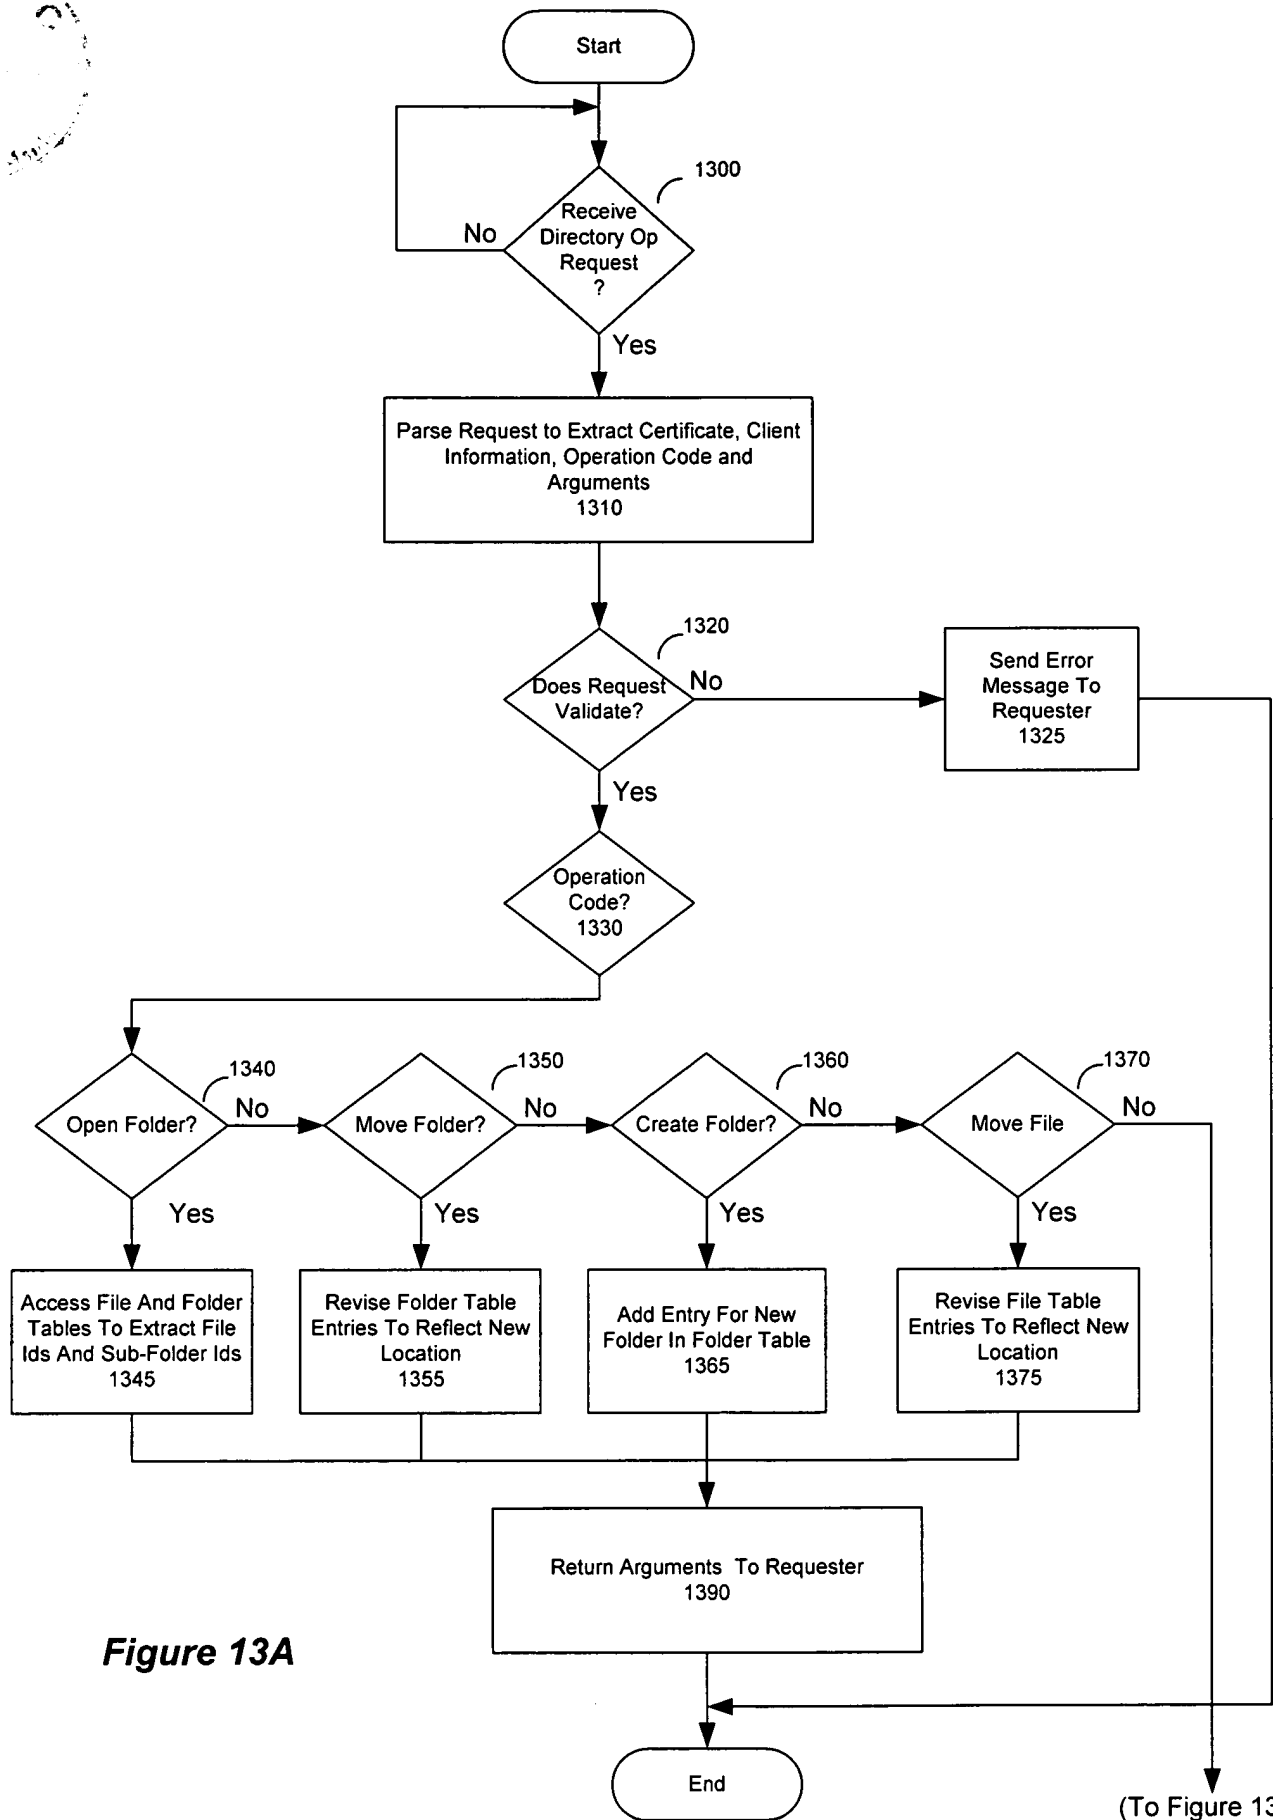 Start
1300
Receive
Directory Op
Request
?
No
Yes
Parse Request to Extract Certificate, Client
Information, Operation Code and
Arguments
1310
1320
Does Request
Validate?
No
Send Error
Message To
Requester
1325
Yes
Operation
Code?
1330
1340
Open Folder?
No
1350
Move Folder?
No
1360
Create Folder?
No
1370
Move File
No
Yes
Yes
Yes
Yes
Access File And Folder
Tables To Extract File
Ids And Sub-Folder Ids
1345
Revise Folder Table
Entries To Reflect New
Location
1355
Add Entry For New
Folder In Folder Table
1365
Revise File Table
Entries To Reflect New
Location
1375
Return Arguments To Requester
1390
Figure 13A
End
(To Figure 13